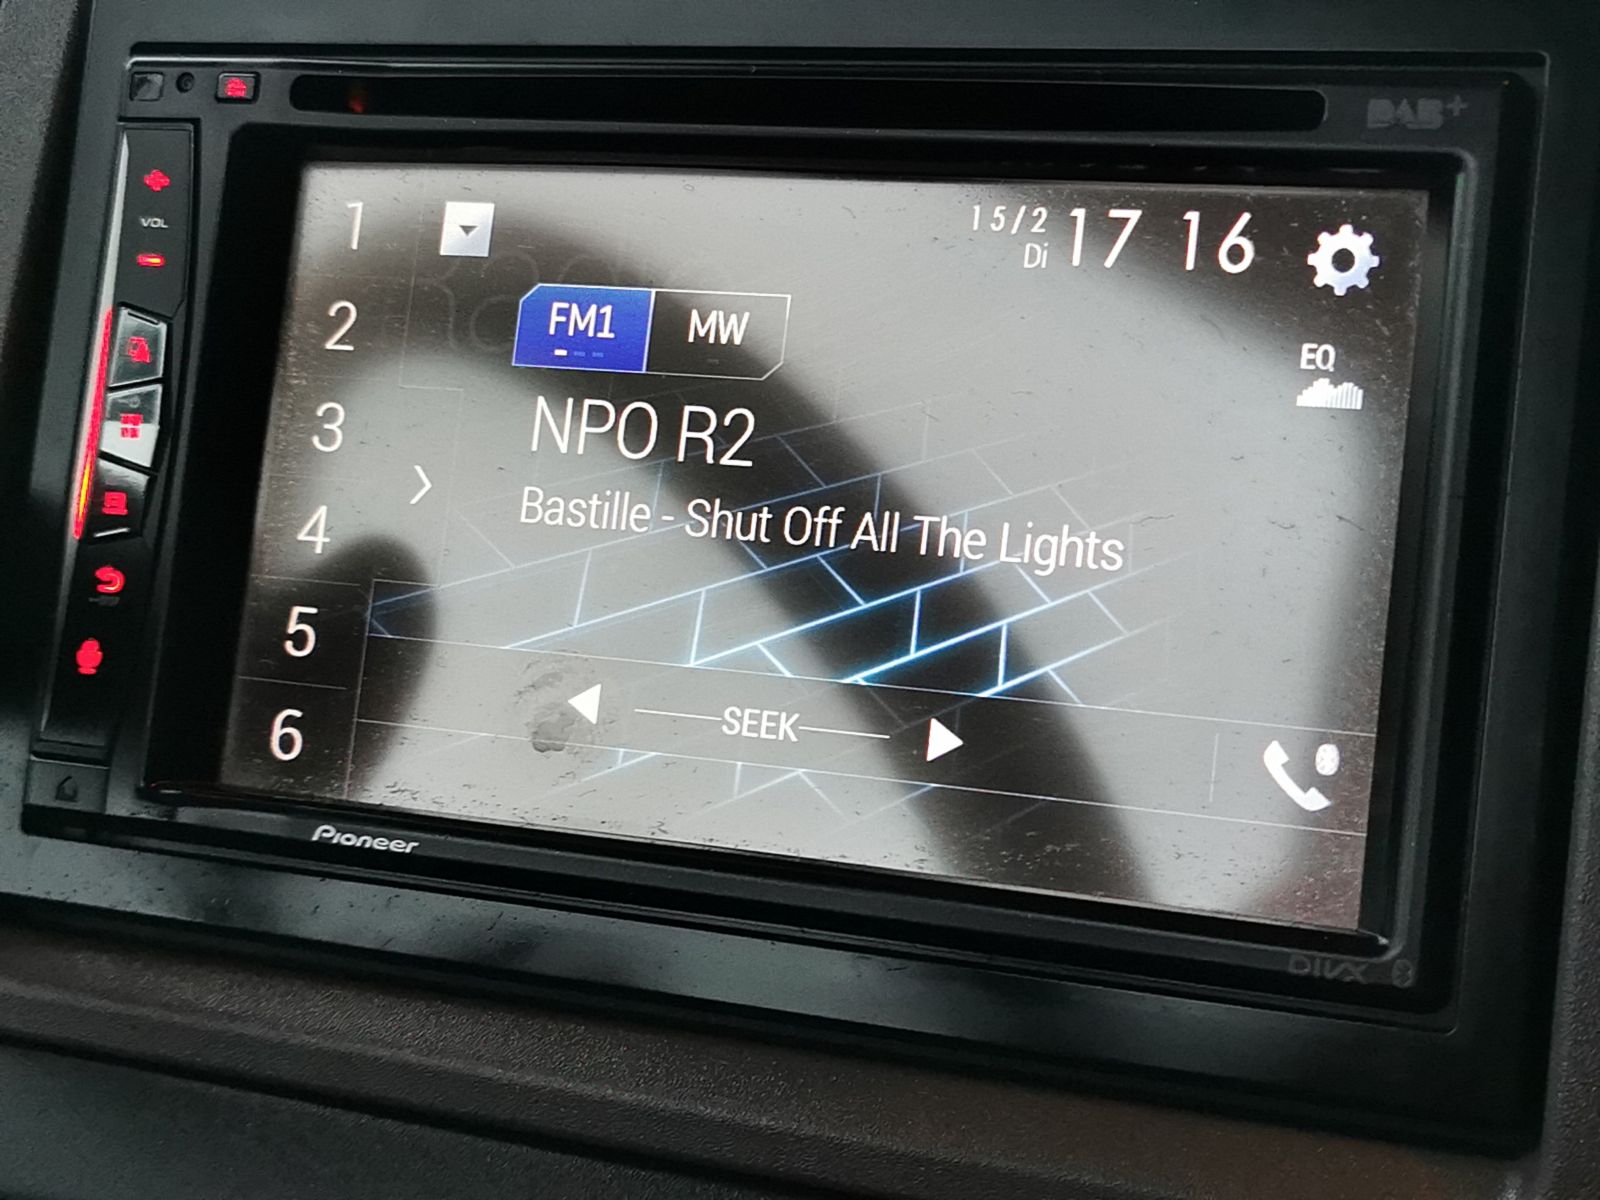 DAB+
VOL
1
15/2
Di
17 16
2
FM1
MW
EQ
3
NPO R2
4
Bastille - Shut Off All The Lights
5
SEEK
6
Pioneer
DIVX